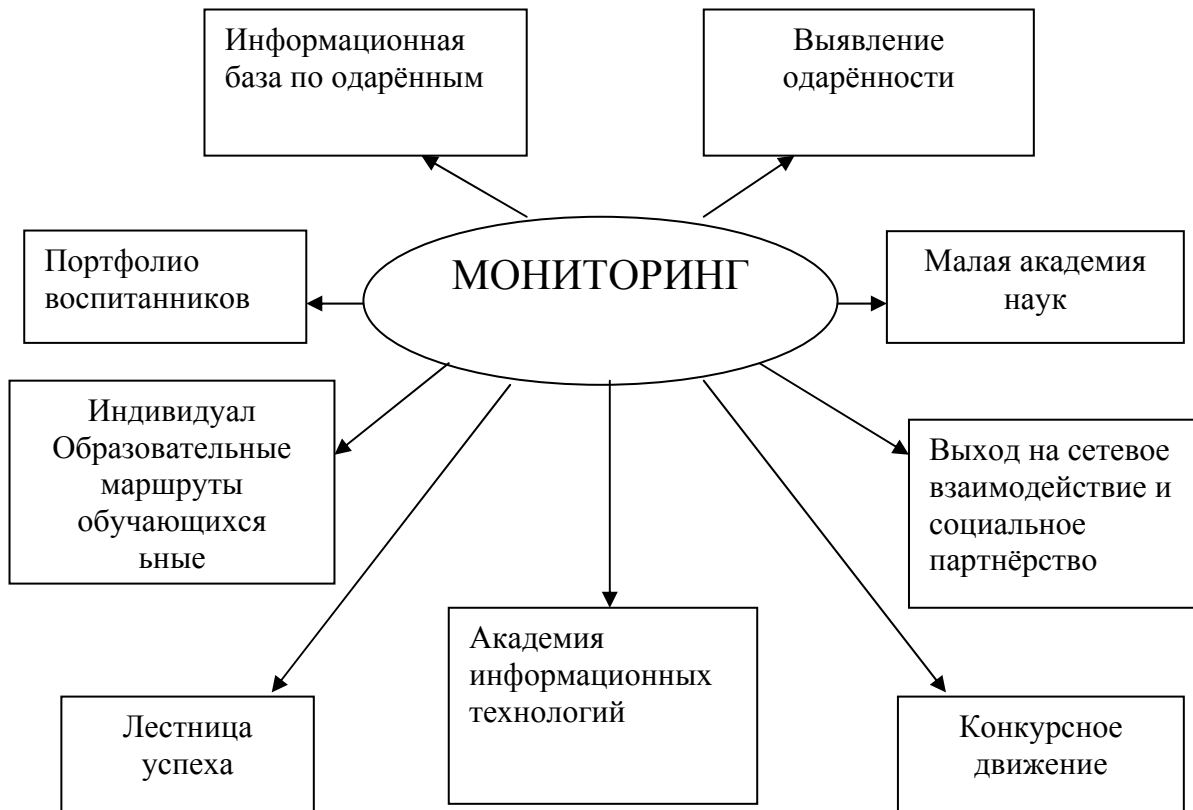 Информационная
база по одарённым
Выявление
одарённости
МОНИТОРИНГ
Портфолио
воспитанников
Малая академия
наук
Индивидуал
Образовательные
маршруты
обучающихся
ьные
Выход на сетевое
взаимодействие и
социальное
партнёрство
Академия
информационных
технологий
Лестница
успеха
Конкурсное
движение